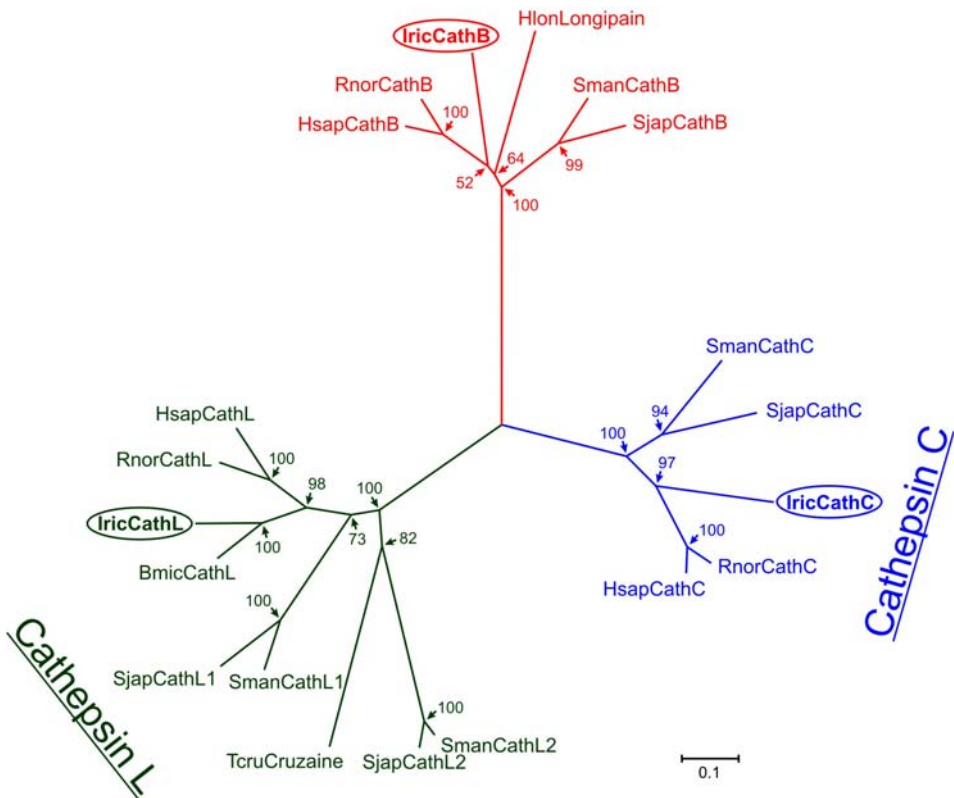 HlonLongipain
IricCathB
RnorCathB
SmanCathB
100
HsapCathB
SjapCathB
64
99
52
100
SmanCathC
HsapCathL
94
SjapCathC
100
RnorCathL
100
97
98
100
IricCathC
IricCathL
100
73
82
100
BmicCathL
RnorCathC
HsapCathC
Cathepsin C
100
SjapCathL1
SmanCathL1
100
SmanCathL2
TcruCruzaine
SjapCathL2
Cathepsin L
0.1